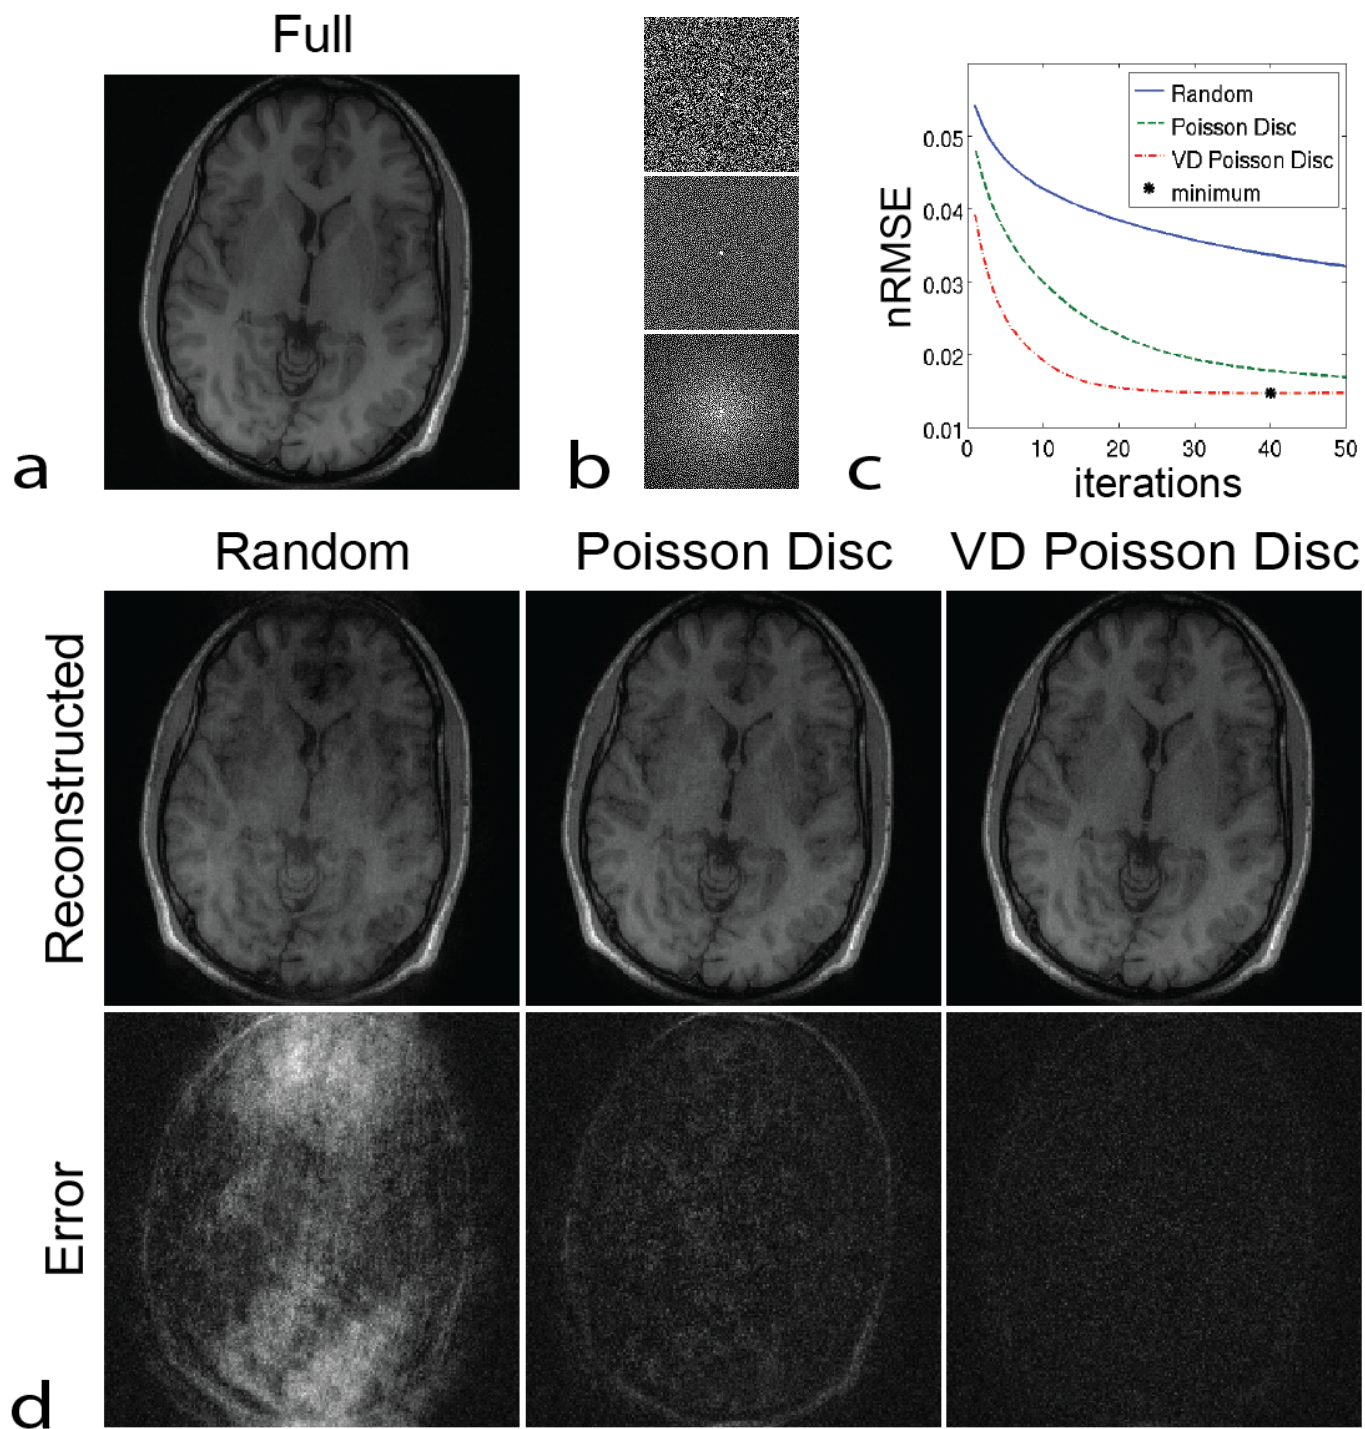 Full
a
b
c
nRMSE
0.05
0.04
0.03
0.02
0.01
0 10 20 30 40 50
iterations
Random
Poisson Disc
VD Poisson Disc
minimum
Random Poisson Disc VD Poisson Disc
Reconstructed
Error
d